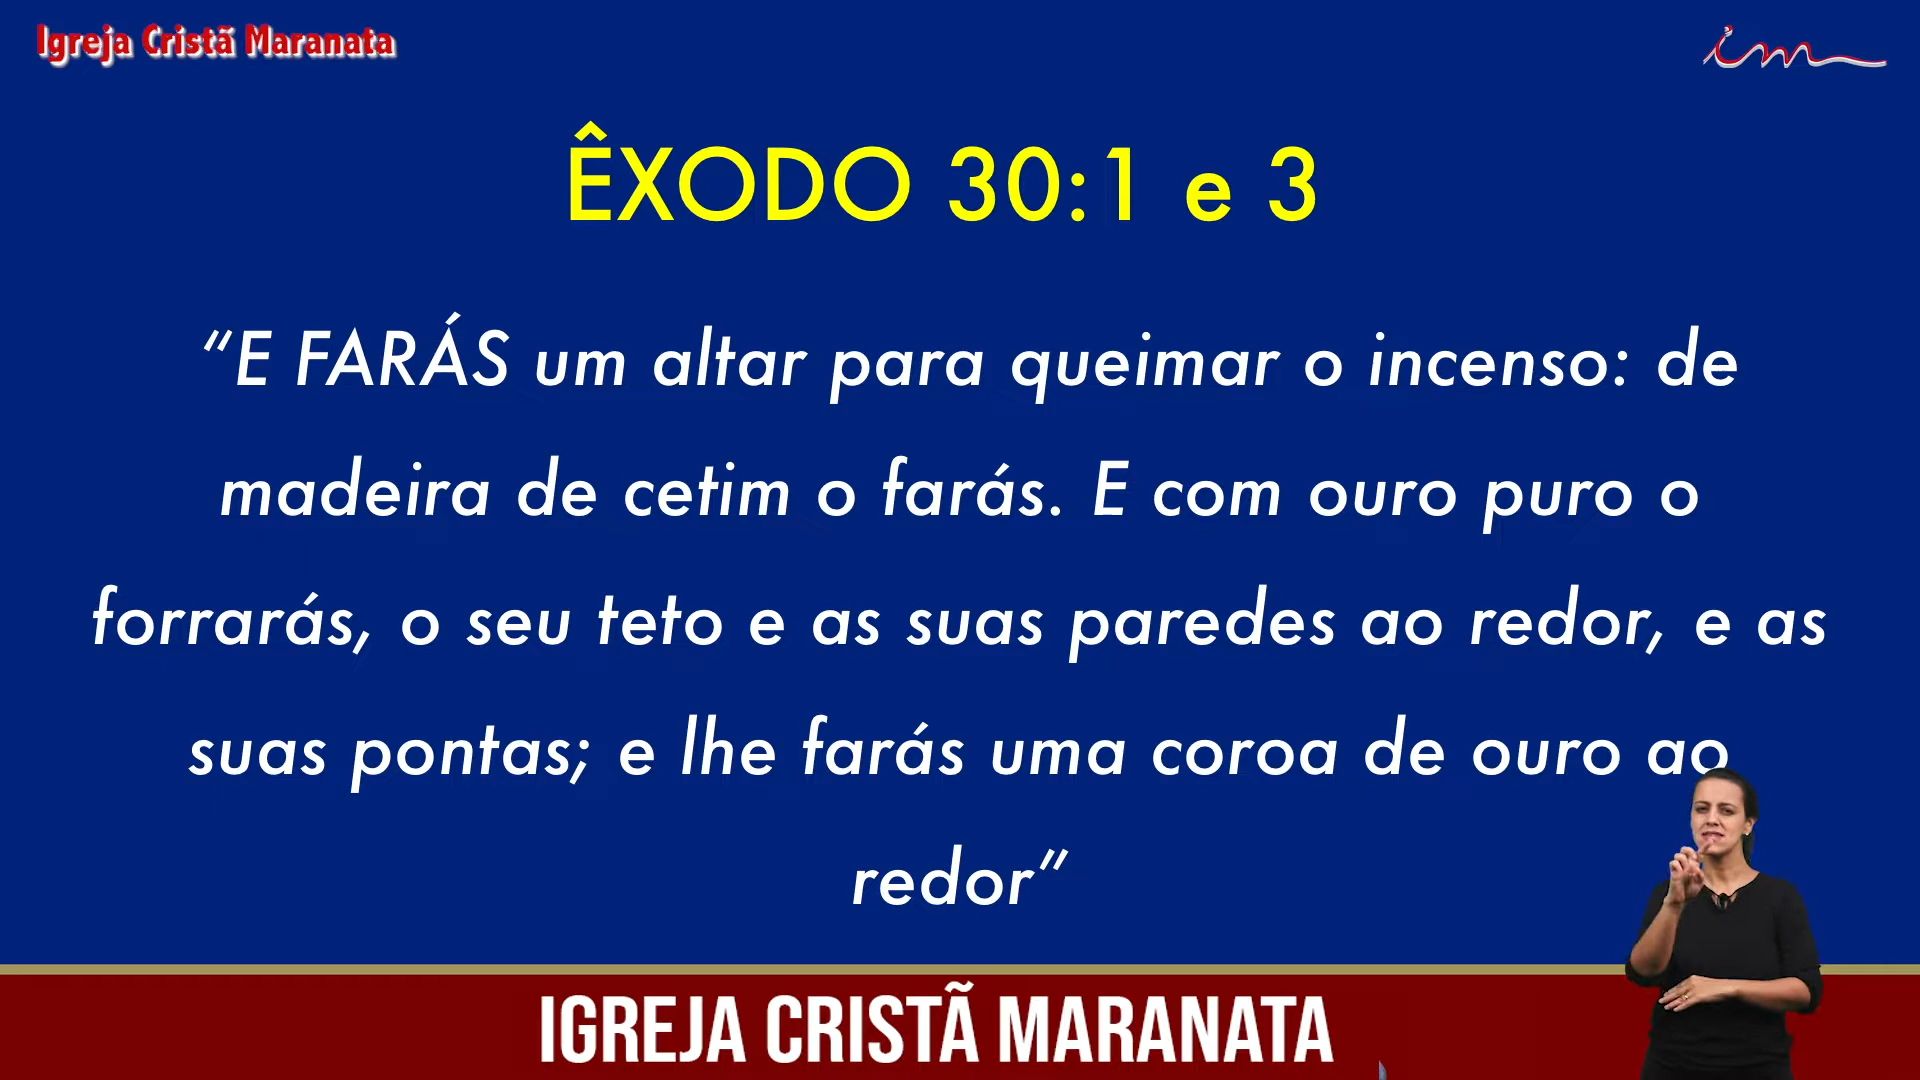 Igreja Cristã Maranata
im
ÊXODO 30:1 e 3
“E FARÁS um altar para queimar o incenso: de
madeira de cetim o farás. E com ouro puro o
forrarás, o seu teto e as suas paredes ao redor, e as
suas pontas; e lhe farás uma coroa de ouro ao
redor”
IGREJA CRISTÃ MARANATA